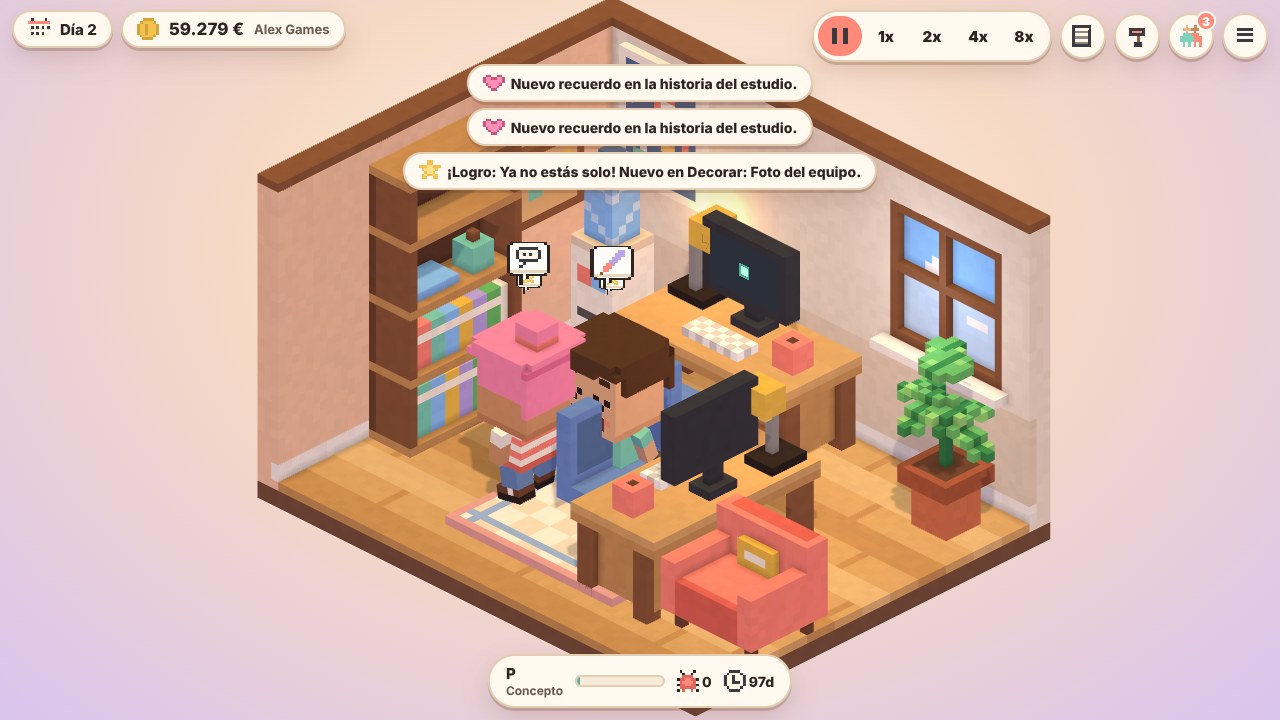 Día 2
59.279 € Alex Games
1x 2x 4x 8x
3
Nuevo recuerdo en la historia del estudio.
Nuevo recuerdo en la historia del estudio.
¡Logro: Ya no estás solo! Nuevo en Decorar: Foto del equipo.
P
Concepto
0
97d